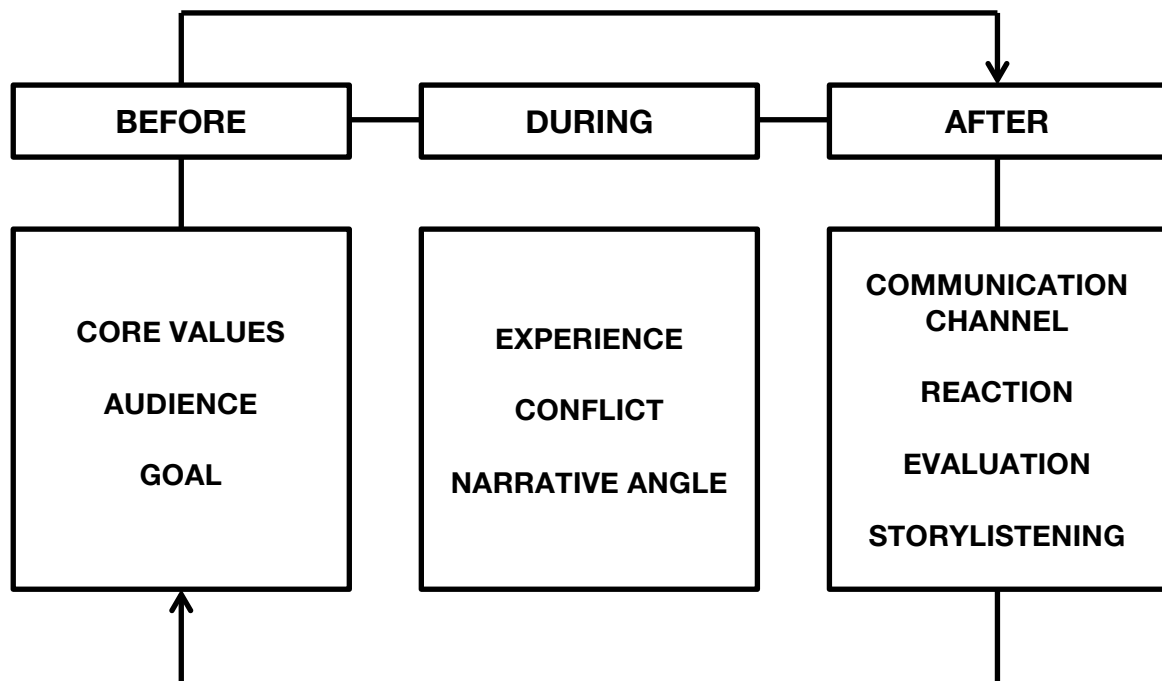 BEFORE
DURING
AFTER
CORE VALUES
AUDIENCE
GOAL
EXPERIENCE
CONFLICT
NARRATIVE ANGLE
COMMUNICATION
CHANNEL
REACTION
EVALUATION
STORYLISTENING